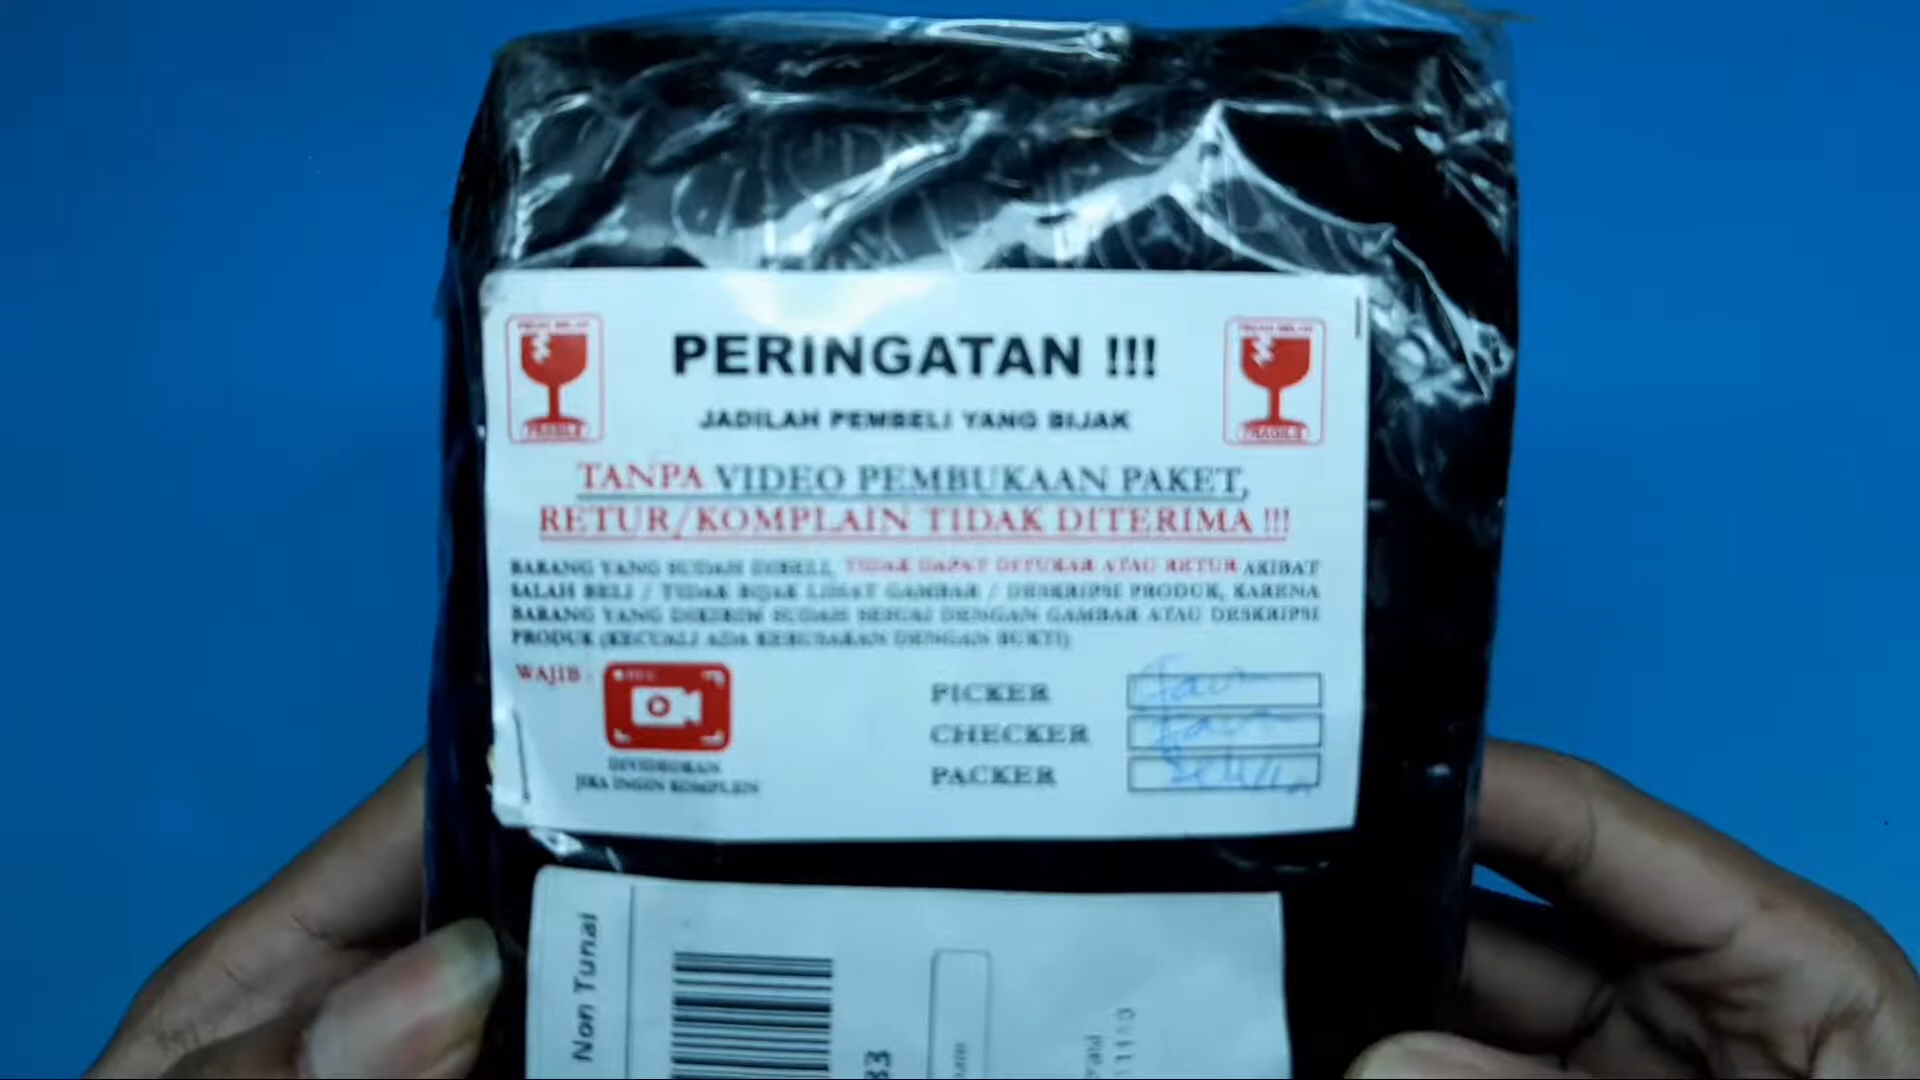 PERINGATAN !!!
JADILAH PEMBELI YANG BIJAK
TANPA VIDEO PEMBUKAAN PAKET,
RETUR/KOMPLAIN TIDAK DITERIMA !!!
BARANG YANG SUDAH DIBELI, TIDAK DAPAT DITUKAR ATAU RETUR AKIBAT
SALAH BELI / TIDAK BIJAK LIHAT GAMBAR / DESKRIPSI PRODUK, KARENA
BARANG YANG DIKIRIM SUDAH SESUAI DENGAN GAMBAR ATAU DESKRIPSI
PRODUK (KECUALI ADA KERUSAKAN DENGAN BUKTI)
WAJIB :
DIVIDEOKAN
JIKA INGIN KOMPLEN
PICKER
CHECKER
PACKER
FRAGILE
FRAGILE
Non Tunai